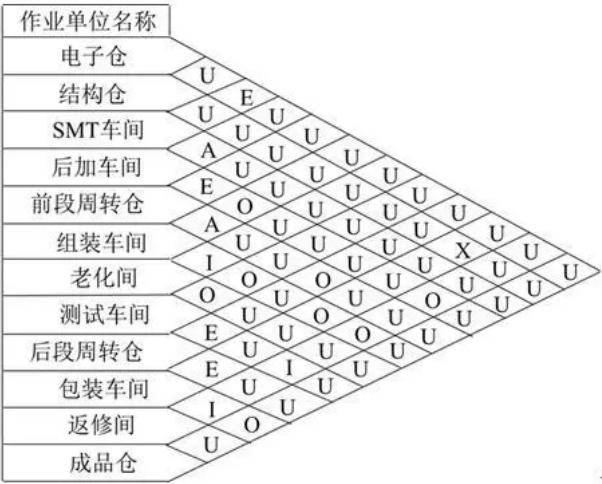 作业单位名称
电子仓
结构仓
SMT车间
后加车间
前段周转仓
组装车间
老化间
测试车间
后段周转仓
包装车间
返修间
成品仓
U U A E A I O E E I U
E U U O U O U U U O
U U U U U U U I U
U U U U O O U U
U U U U U O U
U U U U U U
U U U O U
U X U U
U U U
U U
U